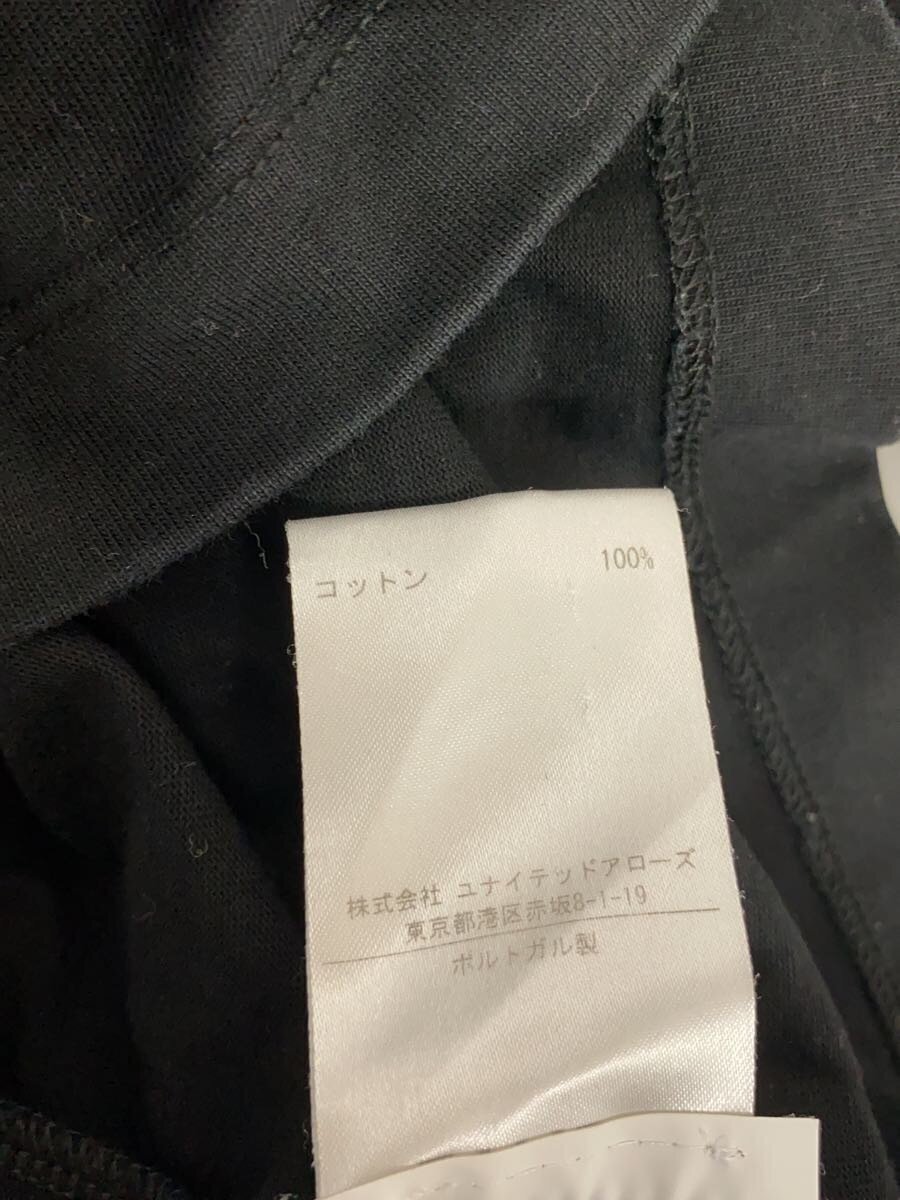 コットン 100%
株式会社 ユナイテッドアローズ
東京都港区赤坂8-1-19
ポルトガル製